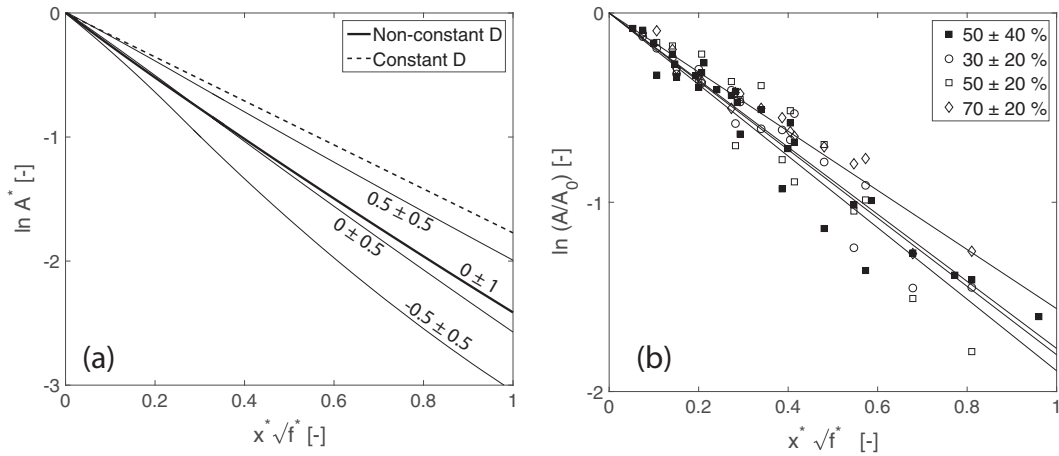 0
-1
-2
-3
ln A* [-]
Non-constant D
Constant D
0.5 ± 0.5
0 ± 0.5
0 ± 1
-0.5 ± 0.5
(a)
0 0.2 0.4 0.6 0.8 1
x* √f* [-]
0
-1
-2
ln (A/A₀) [-]
50 ± 40 %
30 ± 20 %
50 ± 20 %
70 ± 20 %
(b)
0 0.2 0.4 0.6 0.8 1
x* √f* [-]